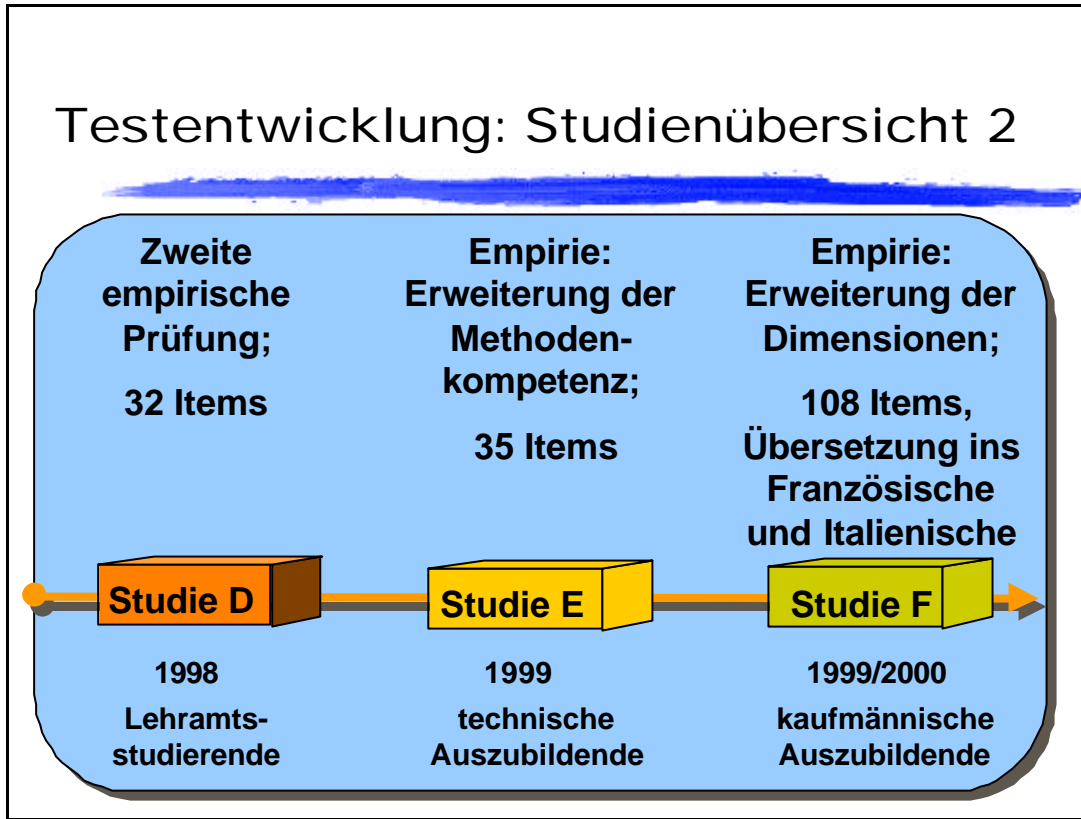 Testentwicklung: Studienübersicht 2
Zweite
empirische
Prüfung;
32 Items
Empirie:
Erweiterung der
Methoden-
kompetenz;
35 Items
Empirie:
Erweiterung der
Dimensionen;
108 Items,
Übersetzung ins
Französische
und Italienische
Studie D
Studie E
Studie F
1998
Lehramts-
studierende
1999
technische
Auszubildende
1999/2000
kaufmännische
Auszubildende